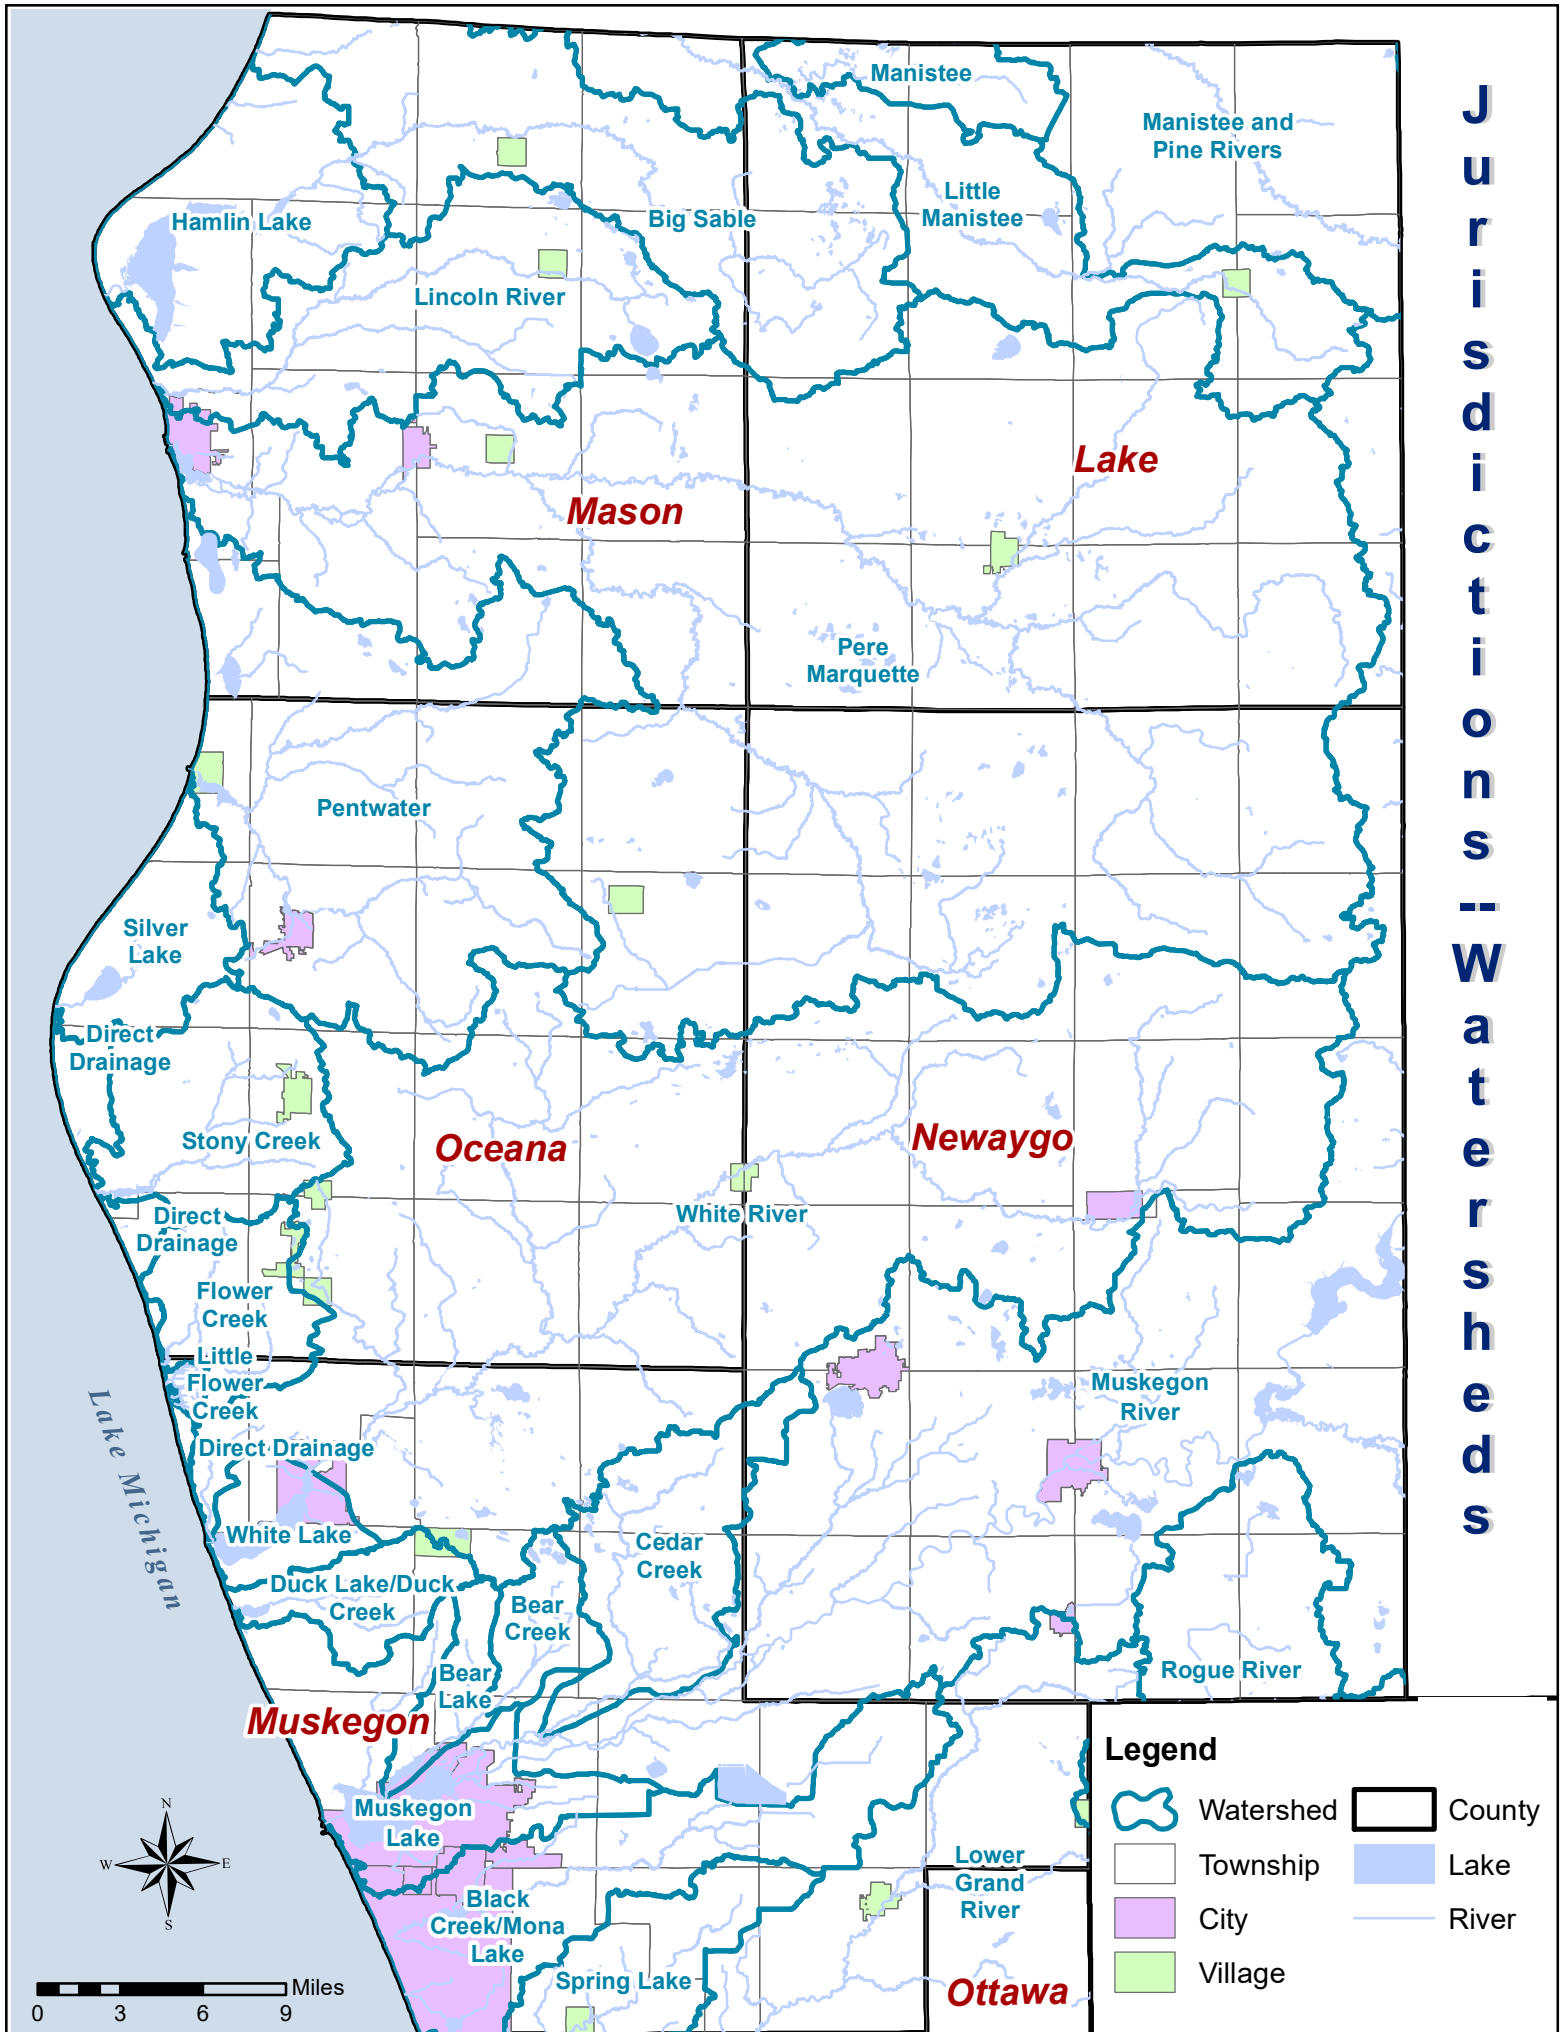 Jurisdictions -- Watersheds
Manistee
Manistee and
Pine Rivers
Little
Manistee
Big Sable
Hamlin Lake
Lincoln River
Lake
Mason
Pere
Marquette
Pentwater
Silver
Lake
Direct
Drainage
Stony Creek
Oceana
Newaygo
White River
Direct
Drainage
Flower
Creek
Little
Flower
Creek
Muskegon
River
Lake Michigan
Direct Drainage
White Lake
Cedar
Creek
Duck Lake/Duck
Creek
Bear
Creek
Bear
Lake
Rogue River
Muskegon
Muskegon
Lake
Lower
Grand
River
Black
Creek/Mona
Lake
Spring Lake
Ottawa
Legend
Watershed
County
Township
Lake
City
River
Village
N
W
E
S
Miles
0 3 6 9